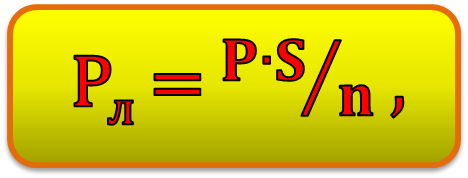 Pл = P·S/n ,